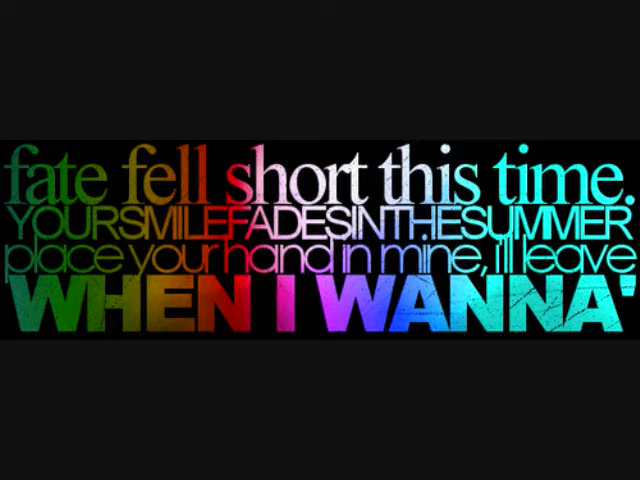 fate fell short this time.
YOURSMILEFADESINTHESUMMER
place your hand in mine, i'll leave
WHEN I WANNA'